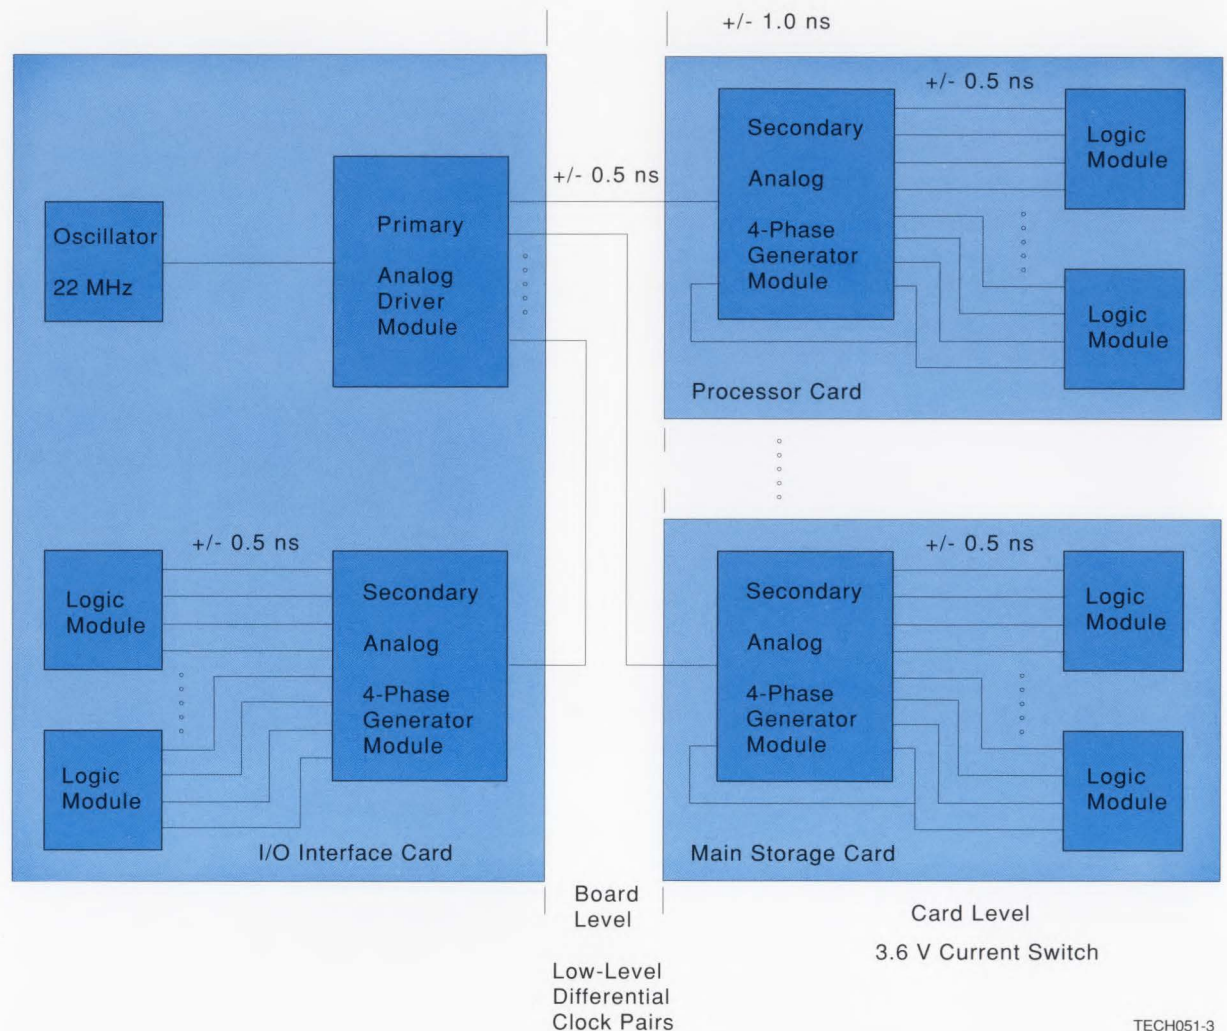 +/- 1.0 ns
+/- 0.5 ns
Oscillator
22 MHz
Primary
Analog
Driver
Module
+/- 0.5 ns
Secondary
Analog
4-Phase
Generator
Module
Logic
Module
Logic
Module
Processor Card
+/- 0.5 ns
Logic
Module
Logic
Module
Secondary
Analog
4-Phase
Generator
Module
I/O Interface Card
+/- 0.5 ns
Secondary
Analog
4-Phase
Generator
Module
Logic
Module
Logic
Module
Main Storage Card
Board
Level
Low-Level
Differential
Clock Pairs
Card Level
3.6 V Current Switch
TECH051-3